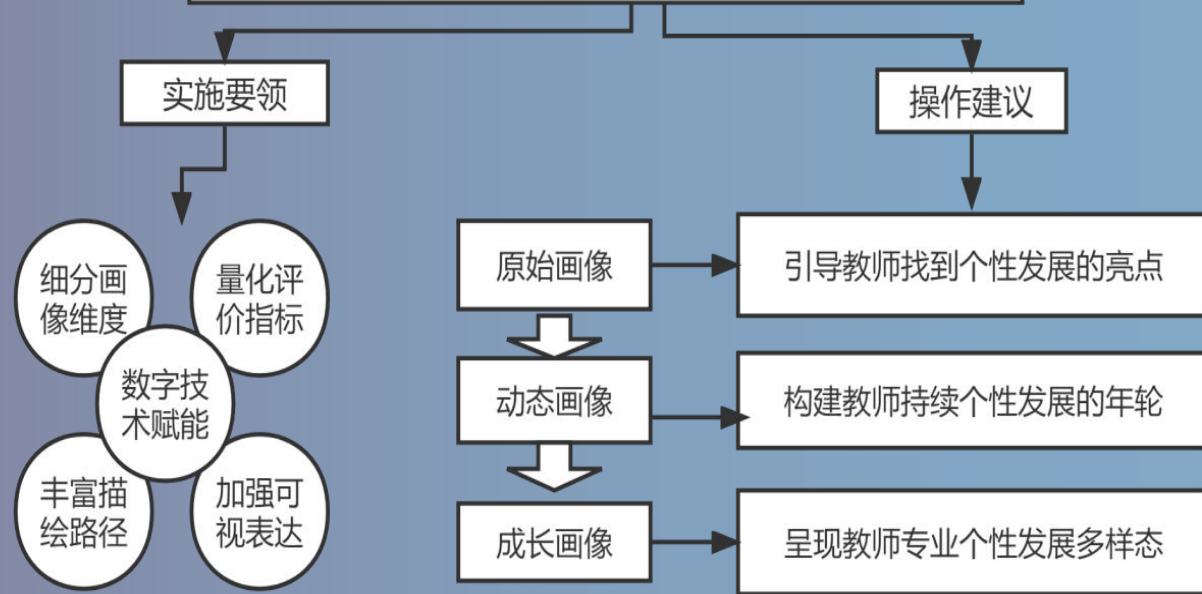 实施要领
操作建议
细分画
像维度
量化评
价指标
数字技
术赋能
丰富描
绘路径
加强可
视表达
原始画像
引导教师找到个性发展的亮点
动态画像
构建教师持续个性发展的年轮
成长画像
呈现教师专业个性发展多样态